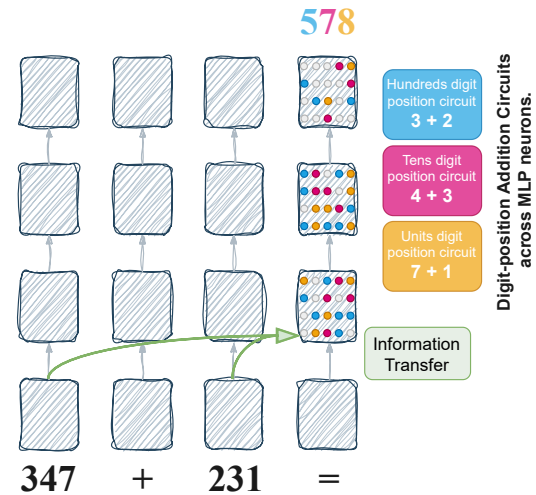 578
Hundreds digit
position circuit
3 + 2
Tens digit
position circuit
4 + 3
Units digit
position circuit
7 + 1
Digit-position Addition Circuits
across MLP neurons.
Information
Transfer
347 + 231 =